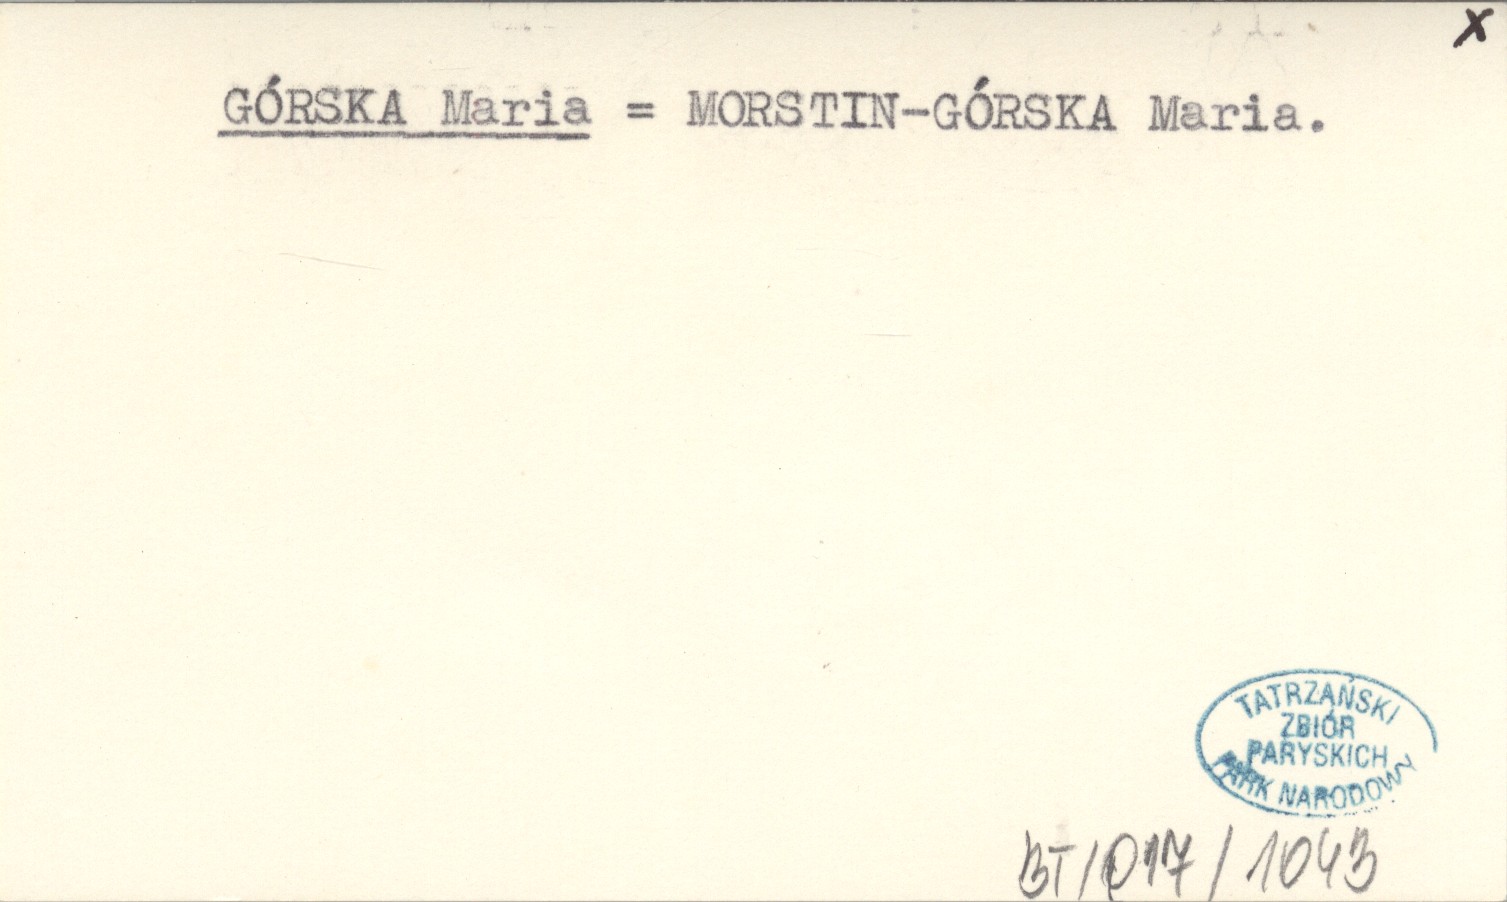 x
GÓRSKA Maria = MORSTIN-GÓRSKA Maria.
TATRZAŃSKI
ZBIÓR
PARYSKICH
PARK NARODOWY
BT/017/1043